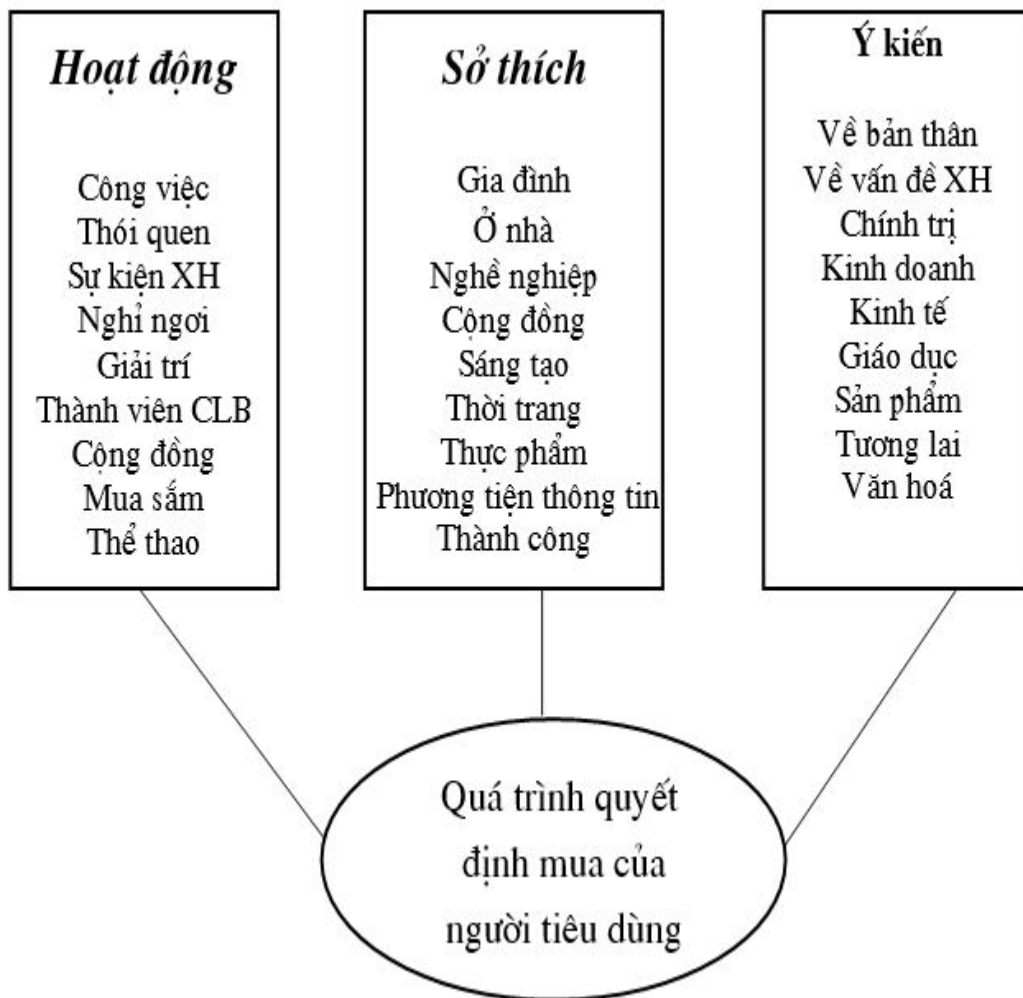 Hoạt động
Công việc
Thói quen
Sự kiện XH
Nghỉ ngơi
Giải trí
Thành viên CLB
Cộng đồng
Mua sắm
Thể thao
Sở thích
Gia đình
Ở nhà
Nghề nghiệp
Cộng đồng
Sáng tạo
Thời trang
Thực phẩm
Phương tiện thông tin
Thành công
Ý kiến
Về bản thân
Về vấn đề XH
Chính trị
Kinh doanh
Kinh tế
Giáo dục
Sản phẩm
Tương lai
Văn hoá
Quá trình quyết
định mua của
người tiêu dùng